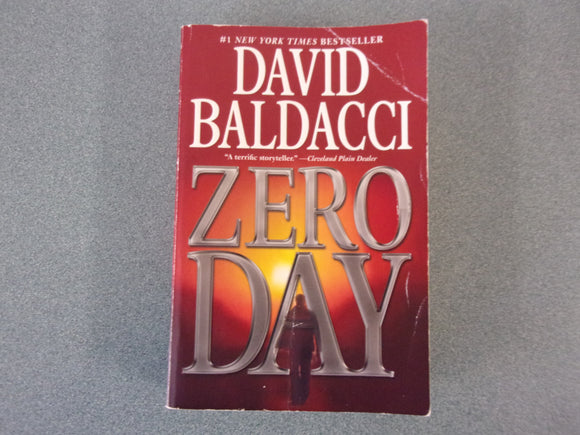 #1 NEW YORK TIMES BESTSELLER
DAVID
BALDACCI
"A terrific storyteller." —Cleveland Plain Dealer
ZERO
DAY